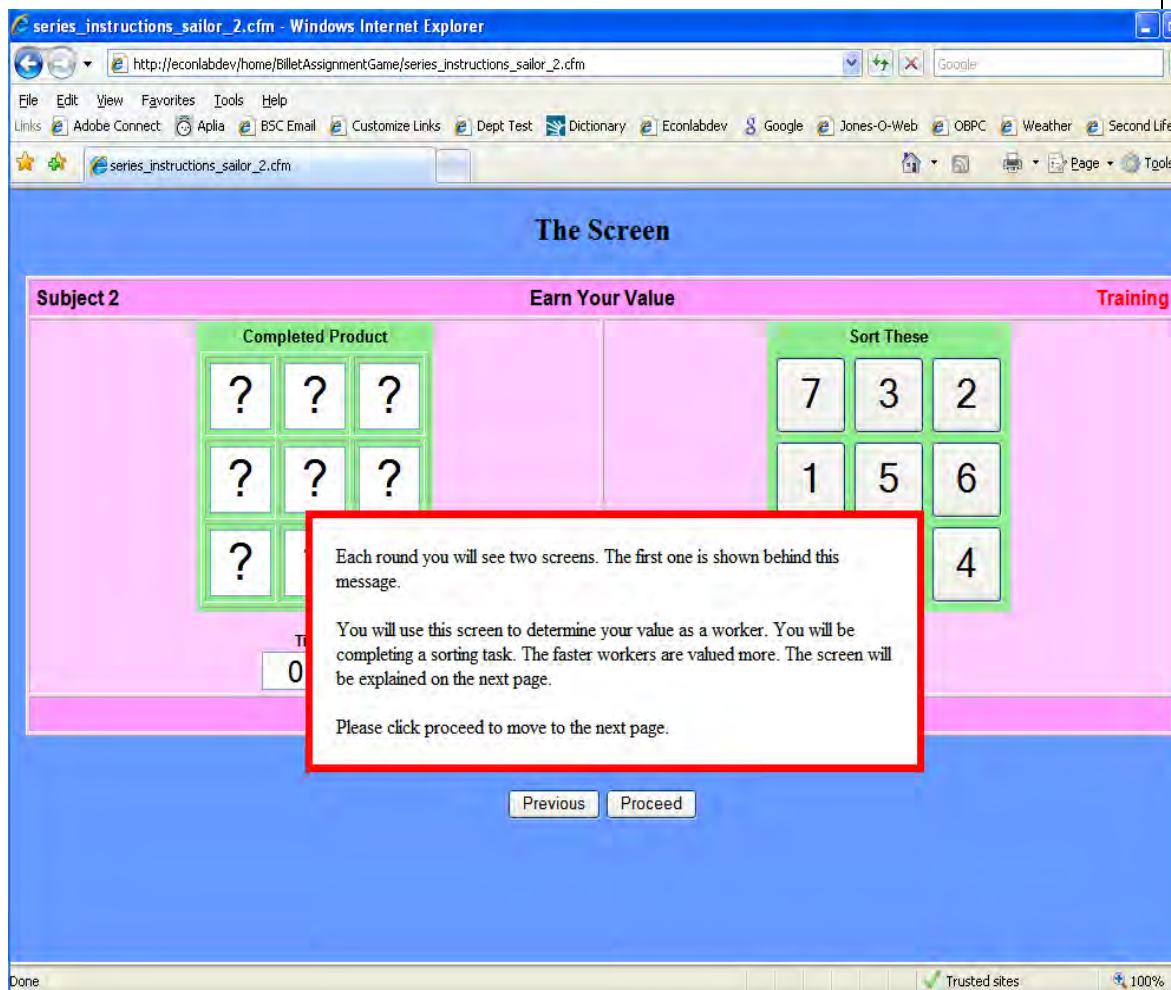 series_instructions_sailor_2.cfm - Windows Internet Explorer
http://econlabdev/home/BilletAssignmentGame/series_instructions_sailor_2.cfm
Google
File Edit View Favorites Tools Help
Links Adobe Connect Aplia BSC Email Customize Links Dept Test Dictionary Econlabdev Google Jones-O-Web OBPC Weather Second Life
series_instructions_sailor_2.cfm
Page Tools
The Screen
Subject 2 Earn Your Value Training
Completed Product
? ? ?
? ? ?
?
Sort These
7 3 2
1 5 6
4
0
Each round you will see two screens. The first one is shown behind this
message.
You will use this screen to determine your value as a worker. You will be
completing a sorting task. The faster workers are valued more. The screen will
be explained on the next page.
Please click proceed to move to the next page.
Previous Proceed
Done Trusted sites 100%